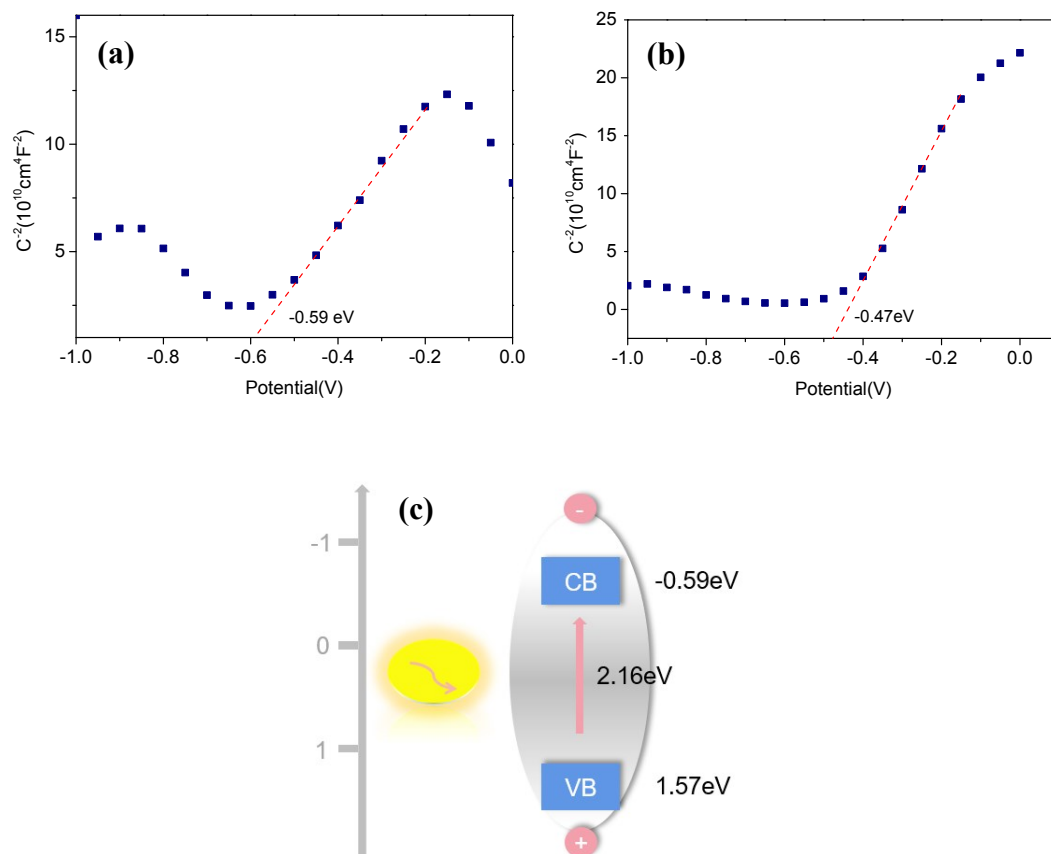 (a)
15
10
5
C⁻²(10¹⁰cm⁴F⁻²)
-0.59 eV
-1.0 -0.8 -0.6 -0.4 -0.2 0.0
Potential(V)
(b)
25
20
15
10
5
0
C⁻²(10¹⁰cm⁴F⁻²)
-0.47eV
-1.0 -0.8 -0.6 -0.4 -0.2 0.0
Potential(V)
(c)
-1
0
1
-
CB -0.59eV
2.16eV
VB 1.57eV
+